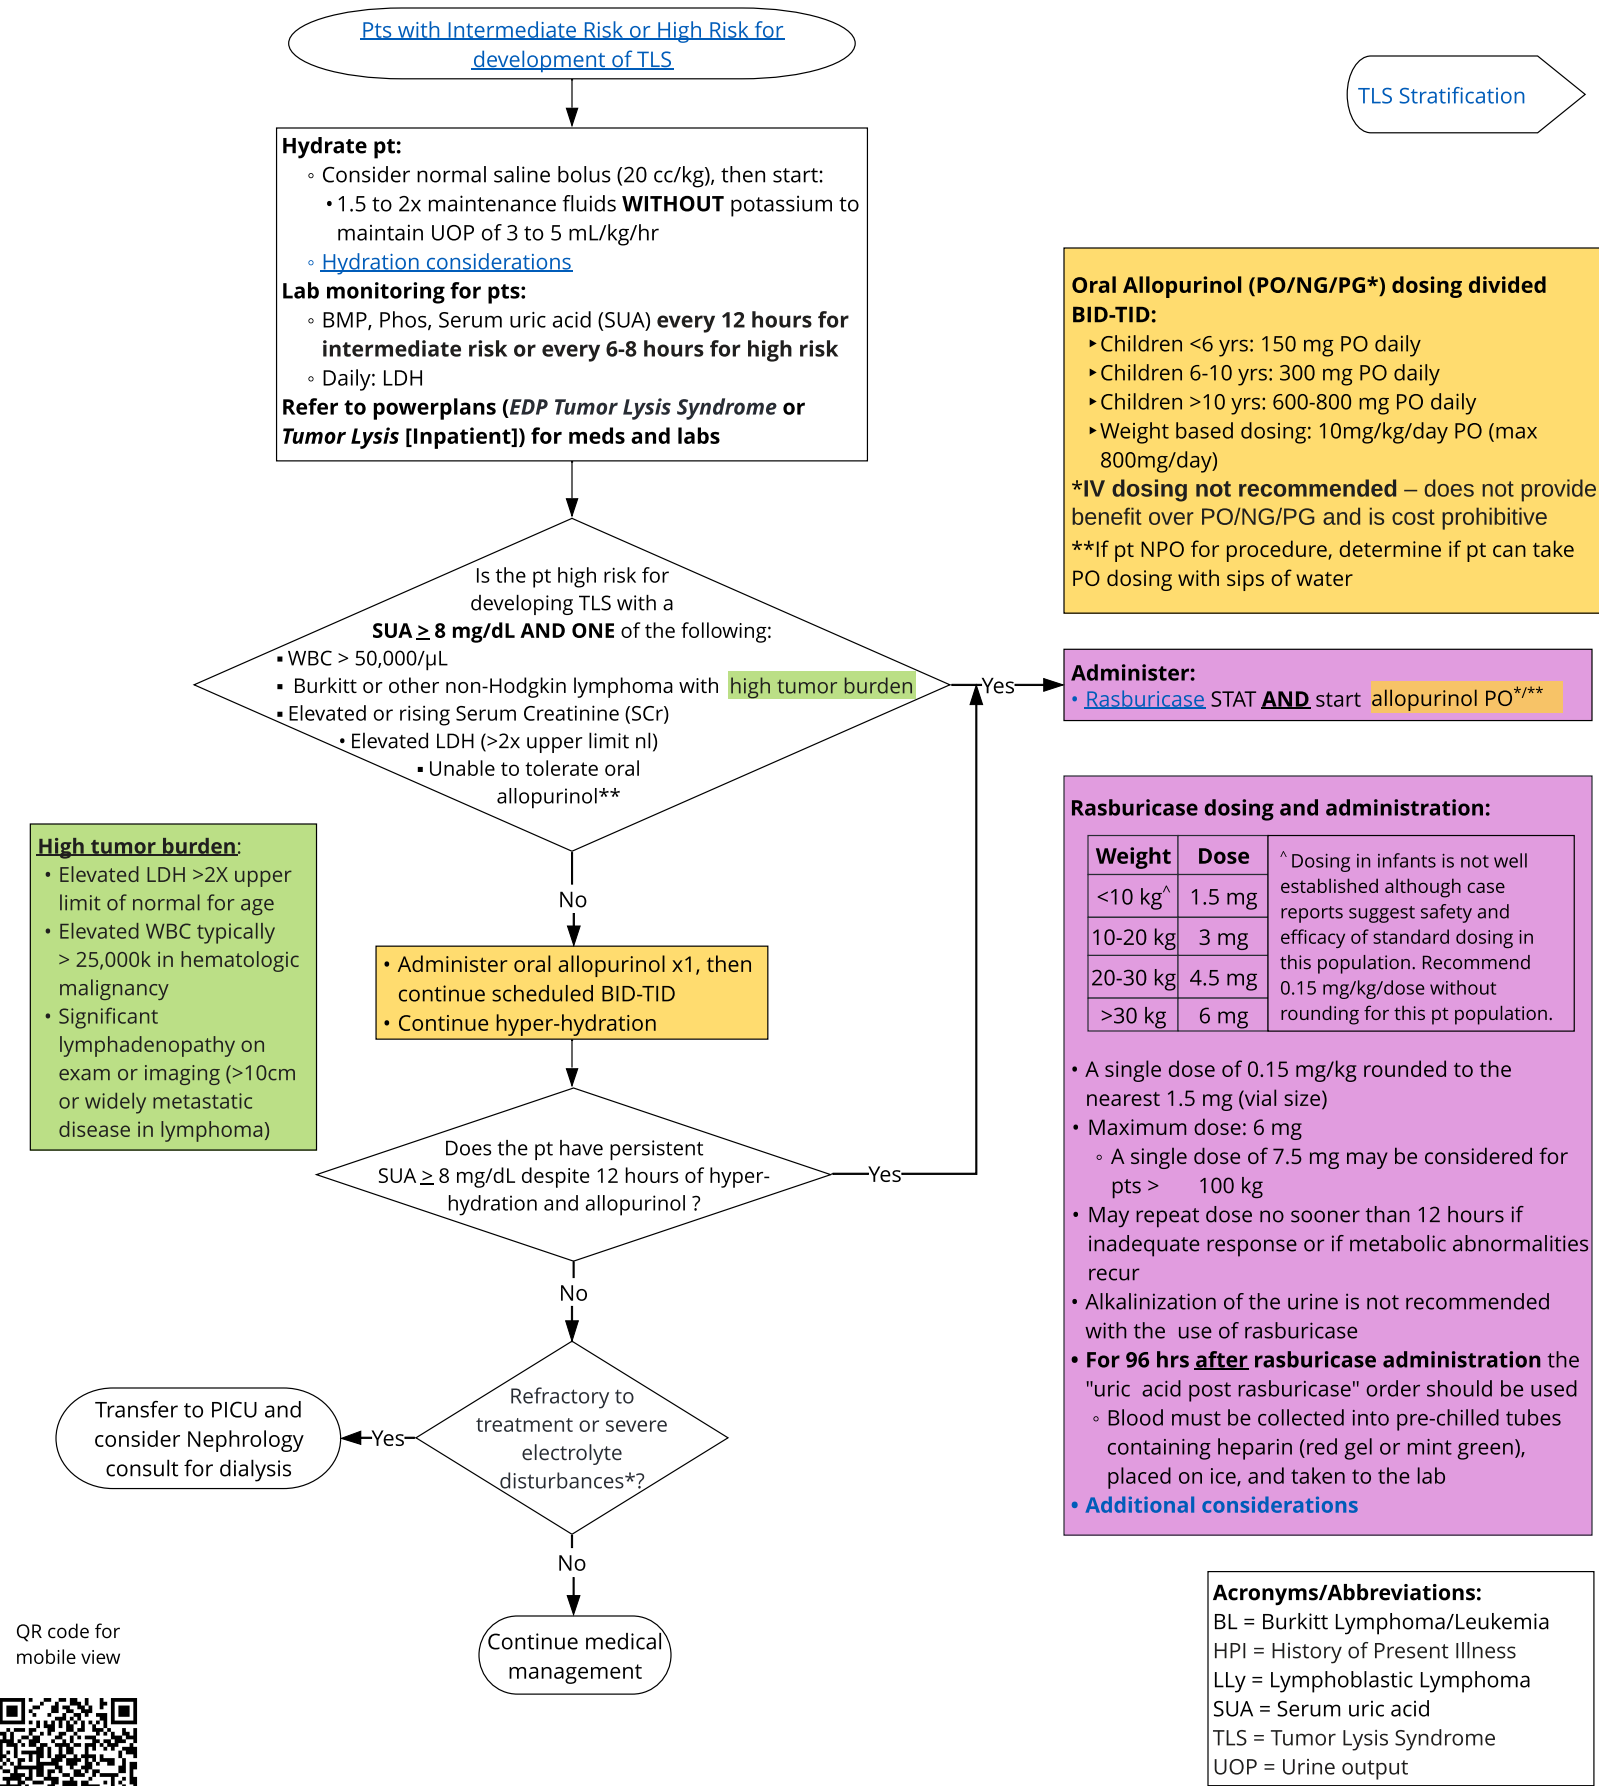 Pts with Intermediate Risk or High Risk for
development of TLS
TLS Stratification
Hydrate pt:
◦ Consider normal saline bolus (20 cc/kg), then start:
• 1.5 to 2x maintenance fluids WITHOUT potassium to
maintain UOP of 3 to 5 mL/kg/hr
◦ Hydration considerations
Lab monitoring for pts:
◦ BMP, Phos, Serum uric acid (SUA) every 12 hours for
intermediate risk or every 6-8 hours for high risk
◦ Daily: LDH
Refer to powerplans (EDP Tumor Lysis Syndrome or
Tumor Lysis [Inpatient]) for meds and labs
Oral Allopurinol (PO/NG/PG*) dosing divided
BID-TID:
‣ Children <6 yrs: 150 mg PO daily
‣ Children 6-10 yrs: 300 mg PO daily
‣ Children >10 yrs: 600-800 mg PO daily
‣ Weight based dosing: 10mg/kg/day PO (max
800mg/day)
*IV dosing not recommended – does not provide
benefit over PO/NG/PG and is cost prohibitive
**If pt NPO for procedure, determine if pt can take
PO dosing with sips of water
Is the pt high risk for
developing TLS with a
SUA ≥ 8 mg/dL AND ONE of the following:
▪ WBC > 50,000/µL
▪ Burkitt or other non-Hodgkin lymphoma with high tumor burden
▪ Elevated or rising Serum Creatinine (SCr)
• Elevated LDH (>2x upper limit nl)
▪ Unable to tolerate oral
allopurinol**
Yes
Administer:
• Rasburicase STAT AND start allopurinol PO*/**
No
High tumor burden:
• Elevated LDH >2X upper
limit of normal for age
• Elevated WBC typically
> 25,000k in hematologic
malignancy
• Significant
lymphadenopathy on
exam or imaging (>10cm
or widely metastatic
disease in lymphoma)
• Administer oral allopurinol x1, then
continue scheduled BID-TID
• Continue hyper-hydration
Does the pt have persistent
SUA ≥ 8 mg/dL despite 12 hours of hyper-
hydration and allopurinol ?
Yes
No
Rasburicase dosing and administration:
Weight Dose
<10 kg^ 1.5 mg
10-20 kg 3 mg
20-30 kg 4.5 mg
>30 kg 6 mg
^ Dosing in infants is not well
established although case
reports suggest safety and
efficacy of standard dosing in
this population. Recommend
0.15 mg/kg/dose without
rounding for this pt population.
• A single dose of 0.15 mg/kg rounded to the
nearest 1.5 mg (vial size)
• Maximum dose: 6 mg
◦ A single dose of 7.5 mg may be considered for
pts > 100 kg
• May repeat dose no sooner than 12 hours if
inadequate response or if metabolic abnormalities
recur
• Alkalinization of the urine is not recommended
with the use of rasburicase
• For 96 hrs after rasburicase administration the
"uric acid post rasburicase" order should be used
◦ Blood must be collected into pre-chilled tubes
containing heparin (red gel or mint green),
placed on ice, and taken to the lab
• Additional considerations
Refractory to
treatment or severe
electrolyte
disturbances*?
Yes
Transfer to PICU and
consider Nephrology
consult for dialysis
No
Continue medical
management
QR code for
mobile view
Acronyms/Abbreviations:
BL = Burkitt Lymphoma/Leukemia
HPI = History of Present Illness
LLy = Lymphoblastic Lymphoma
SUA = Serum uric acid
TLS = Tumor Lysis Syndrome
UOP = Urine output